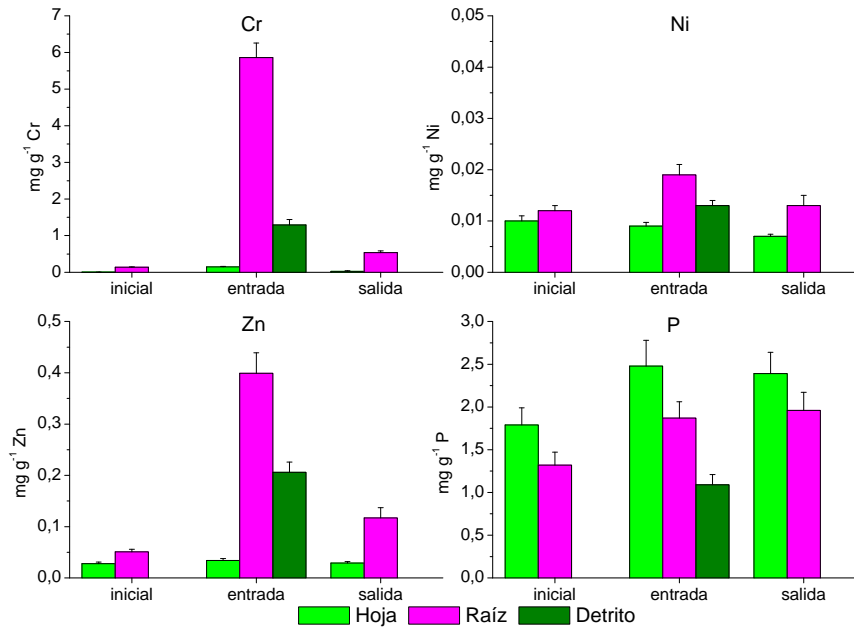 Cr
7
6
5
4
3
2
1
0
mg g⁻¹ Cr
inicial entrada salida
Ni
0,05
0,04
0,03
0,02
0,01
0,00
mg g⁻¹ Ni
inicial entrada salida
Zn
0,5
0,4
0,3
0,2
0,1
0,0
mg g⁻¹ Zn
inicial entrada salida
P
3,0
2,5
2,0
1,5
1,0
0,5
0,0
mg g⁻¹ P
inicial entrada salida
Hoja Raíz Detrito